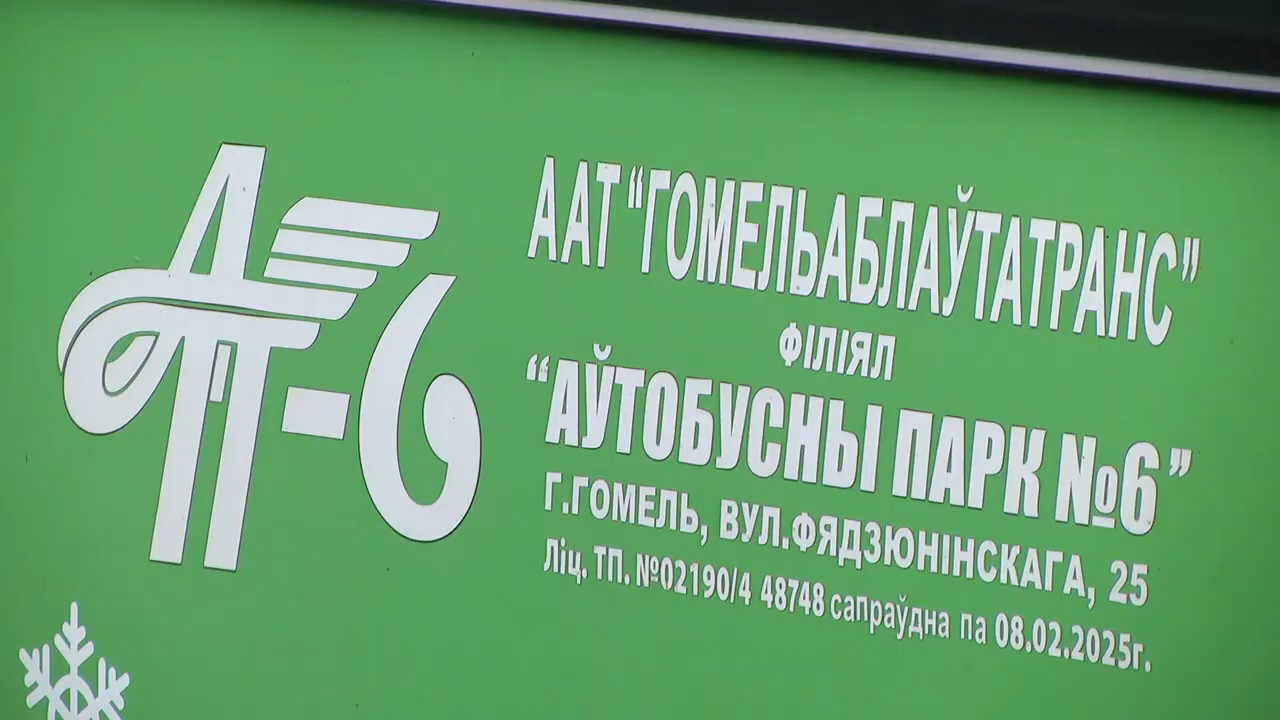 АП-6
ААТ “ГОМЕЛЬАБЛАЎТАТРАНС”
ФІЛІЯЛ
“АЎТОБУСНЫ ПАРК №6”
Г.ГОМЕЛЬ, ВУЛ.ФЯДЗЮНІНСКАГА, 25
Ліц. ТП. №02190/4 48748 сапраўдна па 08.02.2025г.